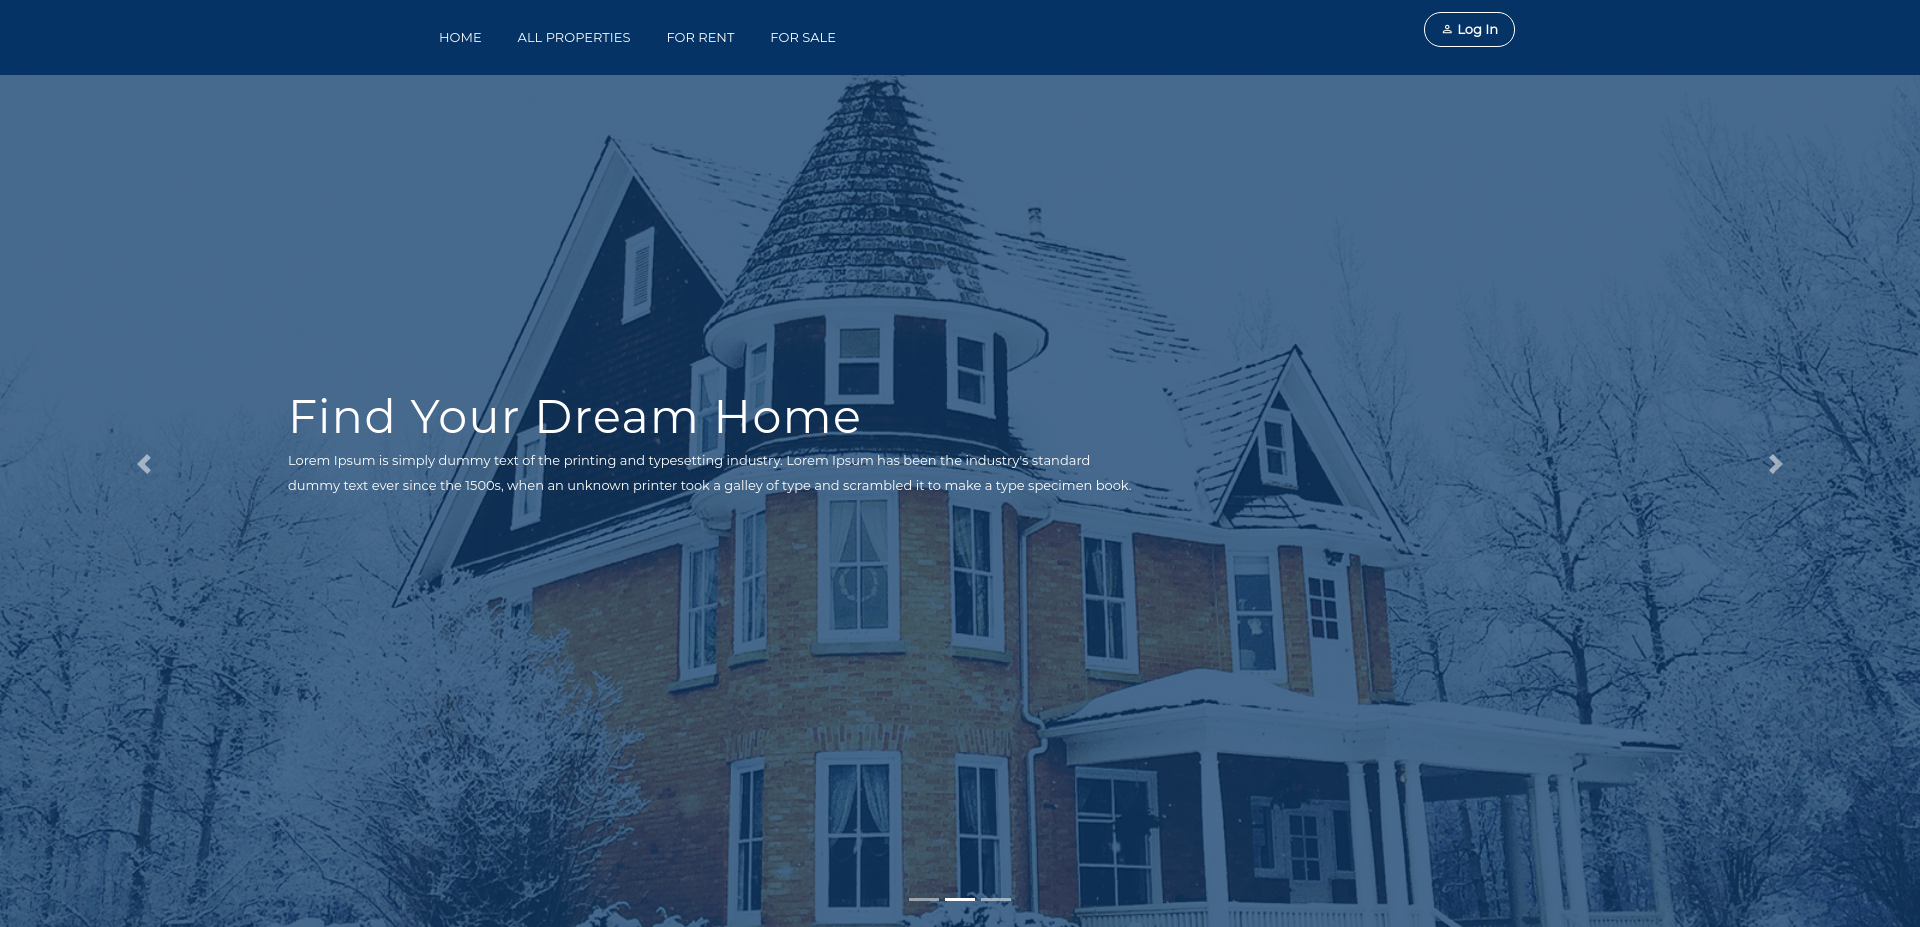 HOME
ALL PROPERTIES
FOR RENT
FOR SALE
Log In
Find Your Dream Home
Lorem Ipsum is simply dummy text of the printing and typesetting industry. Lorem Ipsum has been the industry's standard
dummy text ever since the 1500s, when an unknown printer took a galley of type and scrambled it to make a type specimen book.